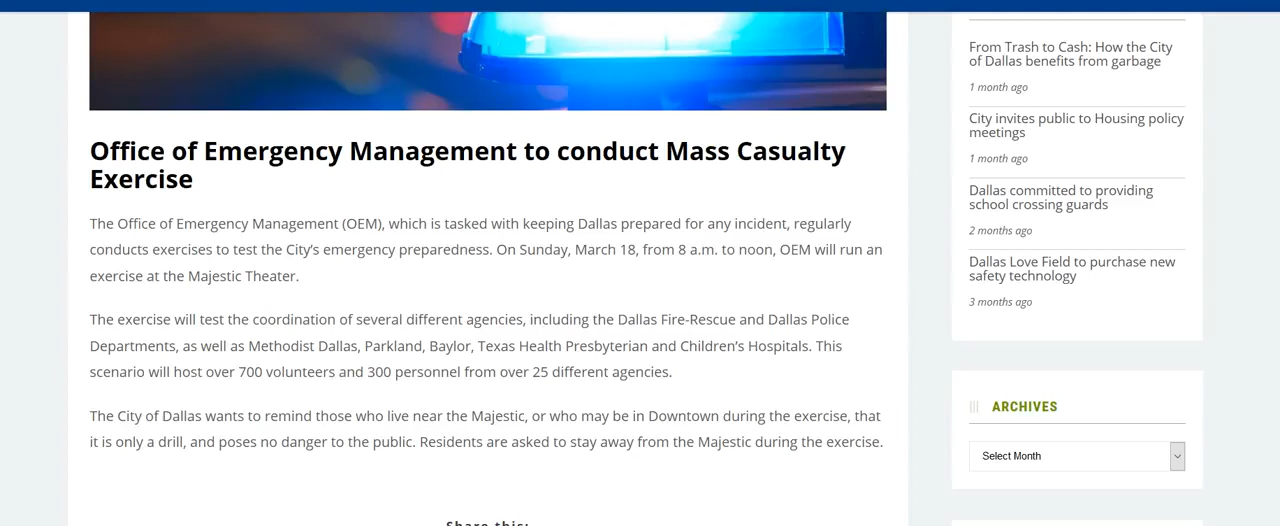 Office of Emergency Management to conduct Mass Casualty
Exercise
The Office of Emergency Management (OEM), which is tasked with keeping Dallas prepared for any incident, regularly
conducts exercises to test the City's emergency preparedness. On Sunday, March 18, from 8 a.m. to noon, OEM will run an
exercise at the Majestic Theater.
The exercise will test the coordination of several different agencies, including the Dallas Fire-Rescue and Dallas Police
Departments, as well as Methodist Dallas, Parkland, Baylor, Texas Health Presbyterian and Children's Hospitals. This
scenario will host over 700 volunteers and 300 personnel from over 25 different agencies.
The City of Dallas wants to remind those who live near the Majestic, or who may be in Downtown during the exercise, that
it is only a drill, and poses no danger to the public. Residents are asked to stay away from the Majestic during the exercise.
Share this:
From Trash to Cash: How the City
of Dallas benefits from garbage
1 month ago
City invites public to Housing policy
meetings
1 month ago
Dallas committed to providing
school crossing guards
2 months ago
Dallas Love Field to purchase new
safety technology
3 months ago
ARCHIVES
Select Month